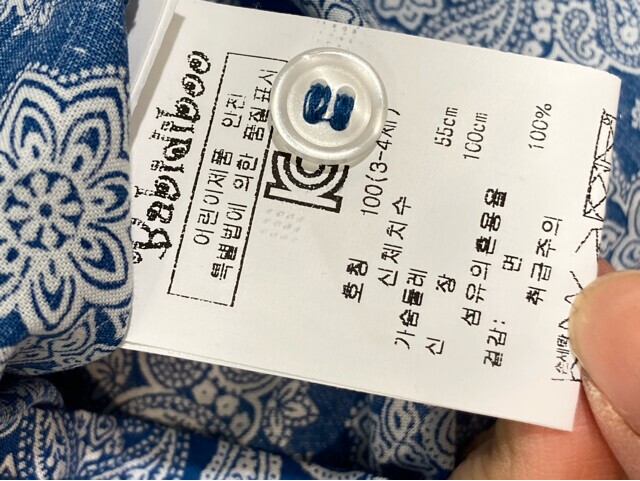 어린이제품 안전
특별법에 의한 품질표시
호칭 100(3-4세)
신체치수
가슴둘레 55cm
신 장 100cm
섬유의혼용율
겉감: 면 100%
취급주의